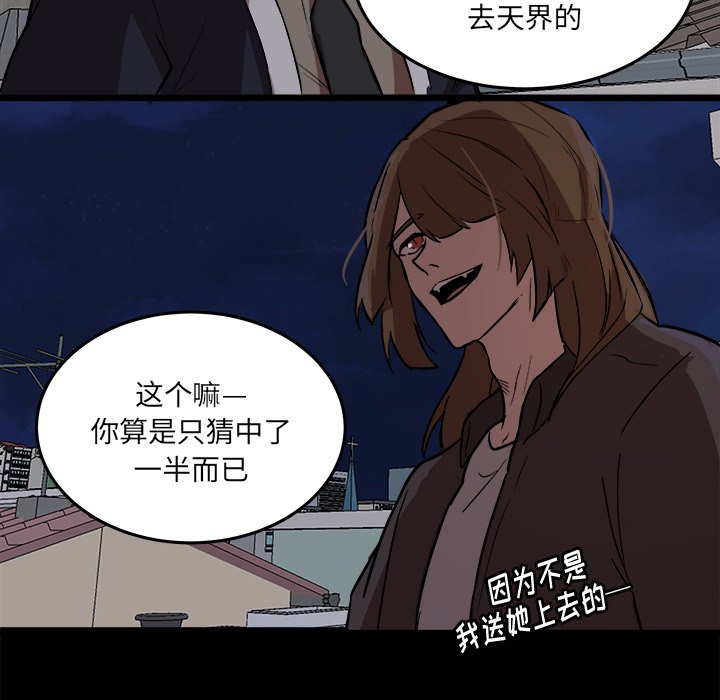 去天界的
这个嘛—
你算是只猜中了
一半而已
因为不是
我送她上去的—